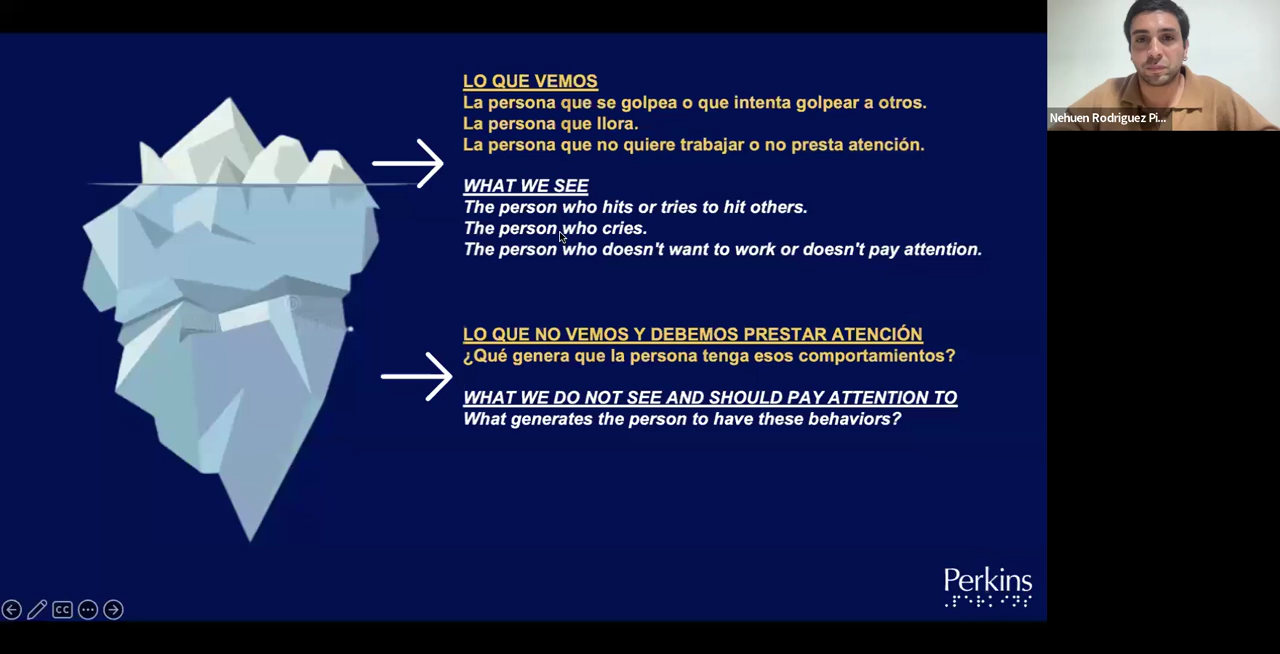 LO QUE VEMOS
La persona que se golpea o que intenta golpear a otros.
La persona que llora.
La persona que no quiere trabajar o no presta atención.
WHAT WE SEE
The person who hits or tries to hit others.
The person who cries.
The person who doesn't want to work or doesn't pay attention.
LO QUE NO VEMOS Y DEBEMOS PRESTAR ATENCIÓN
¿Qué genera que la persona tenga esos comportamientos?
WHAT WE DO NOT SEE AND SHOULD PAY ATTENTION TO
What generates the person to have these behaviors?
Nehuen Rodriguez Pi...
Perkins
⠠⠏⠑⠗⠅⠊⠝⠎
CC